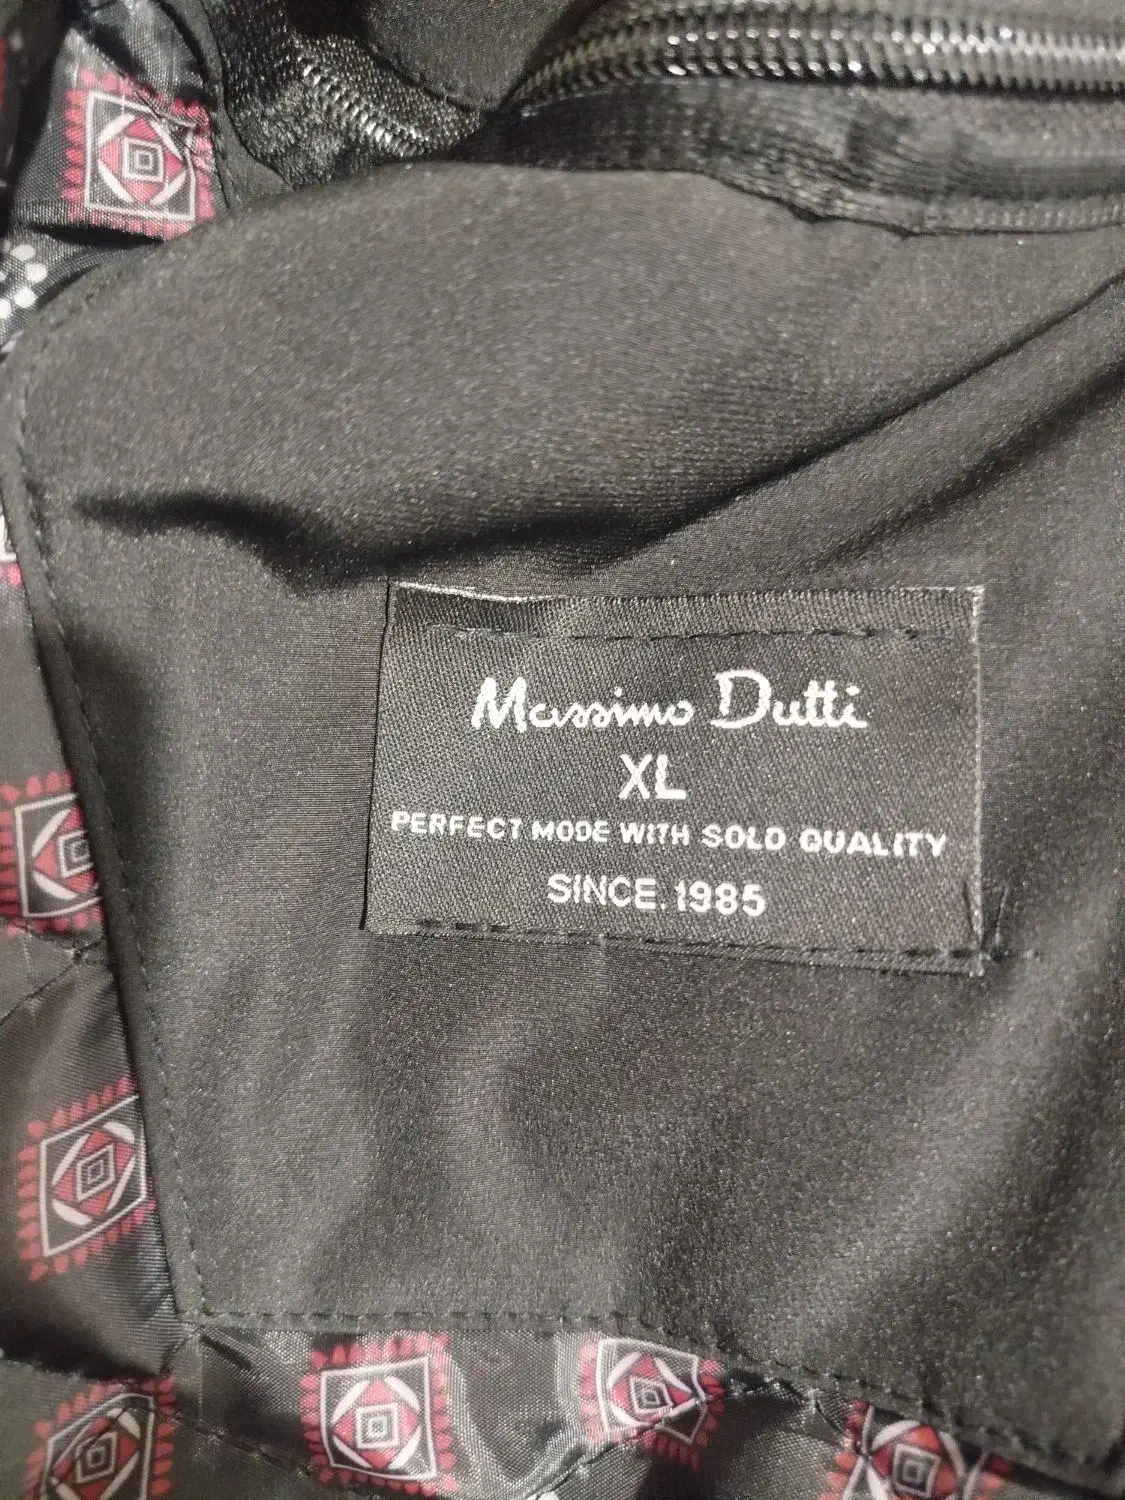 Massimo Dutti
XL
PERFECT MODE WITH SOLD QUALITY
SINCE.1985